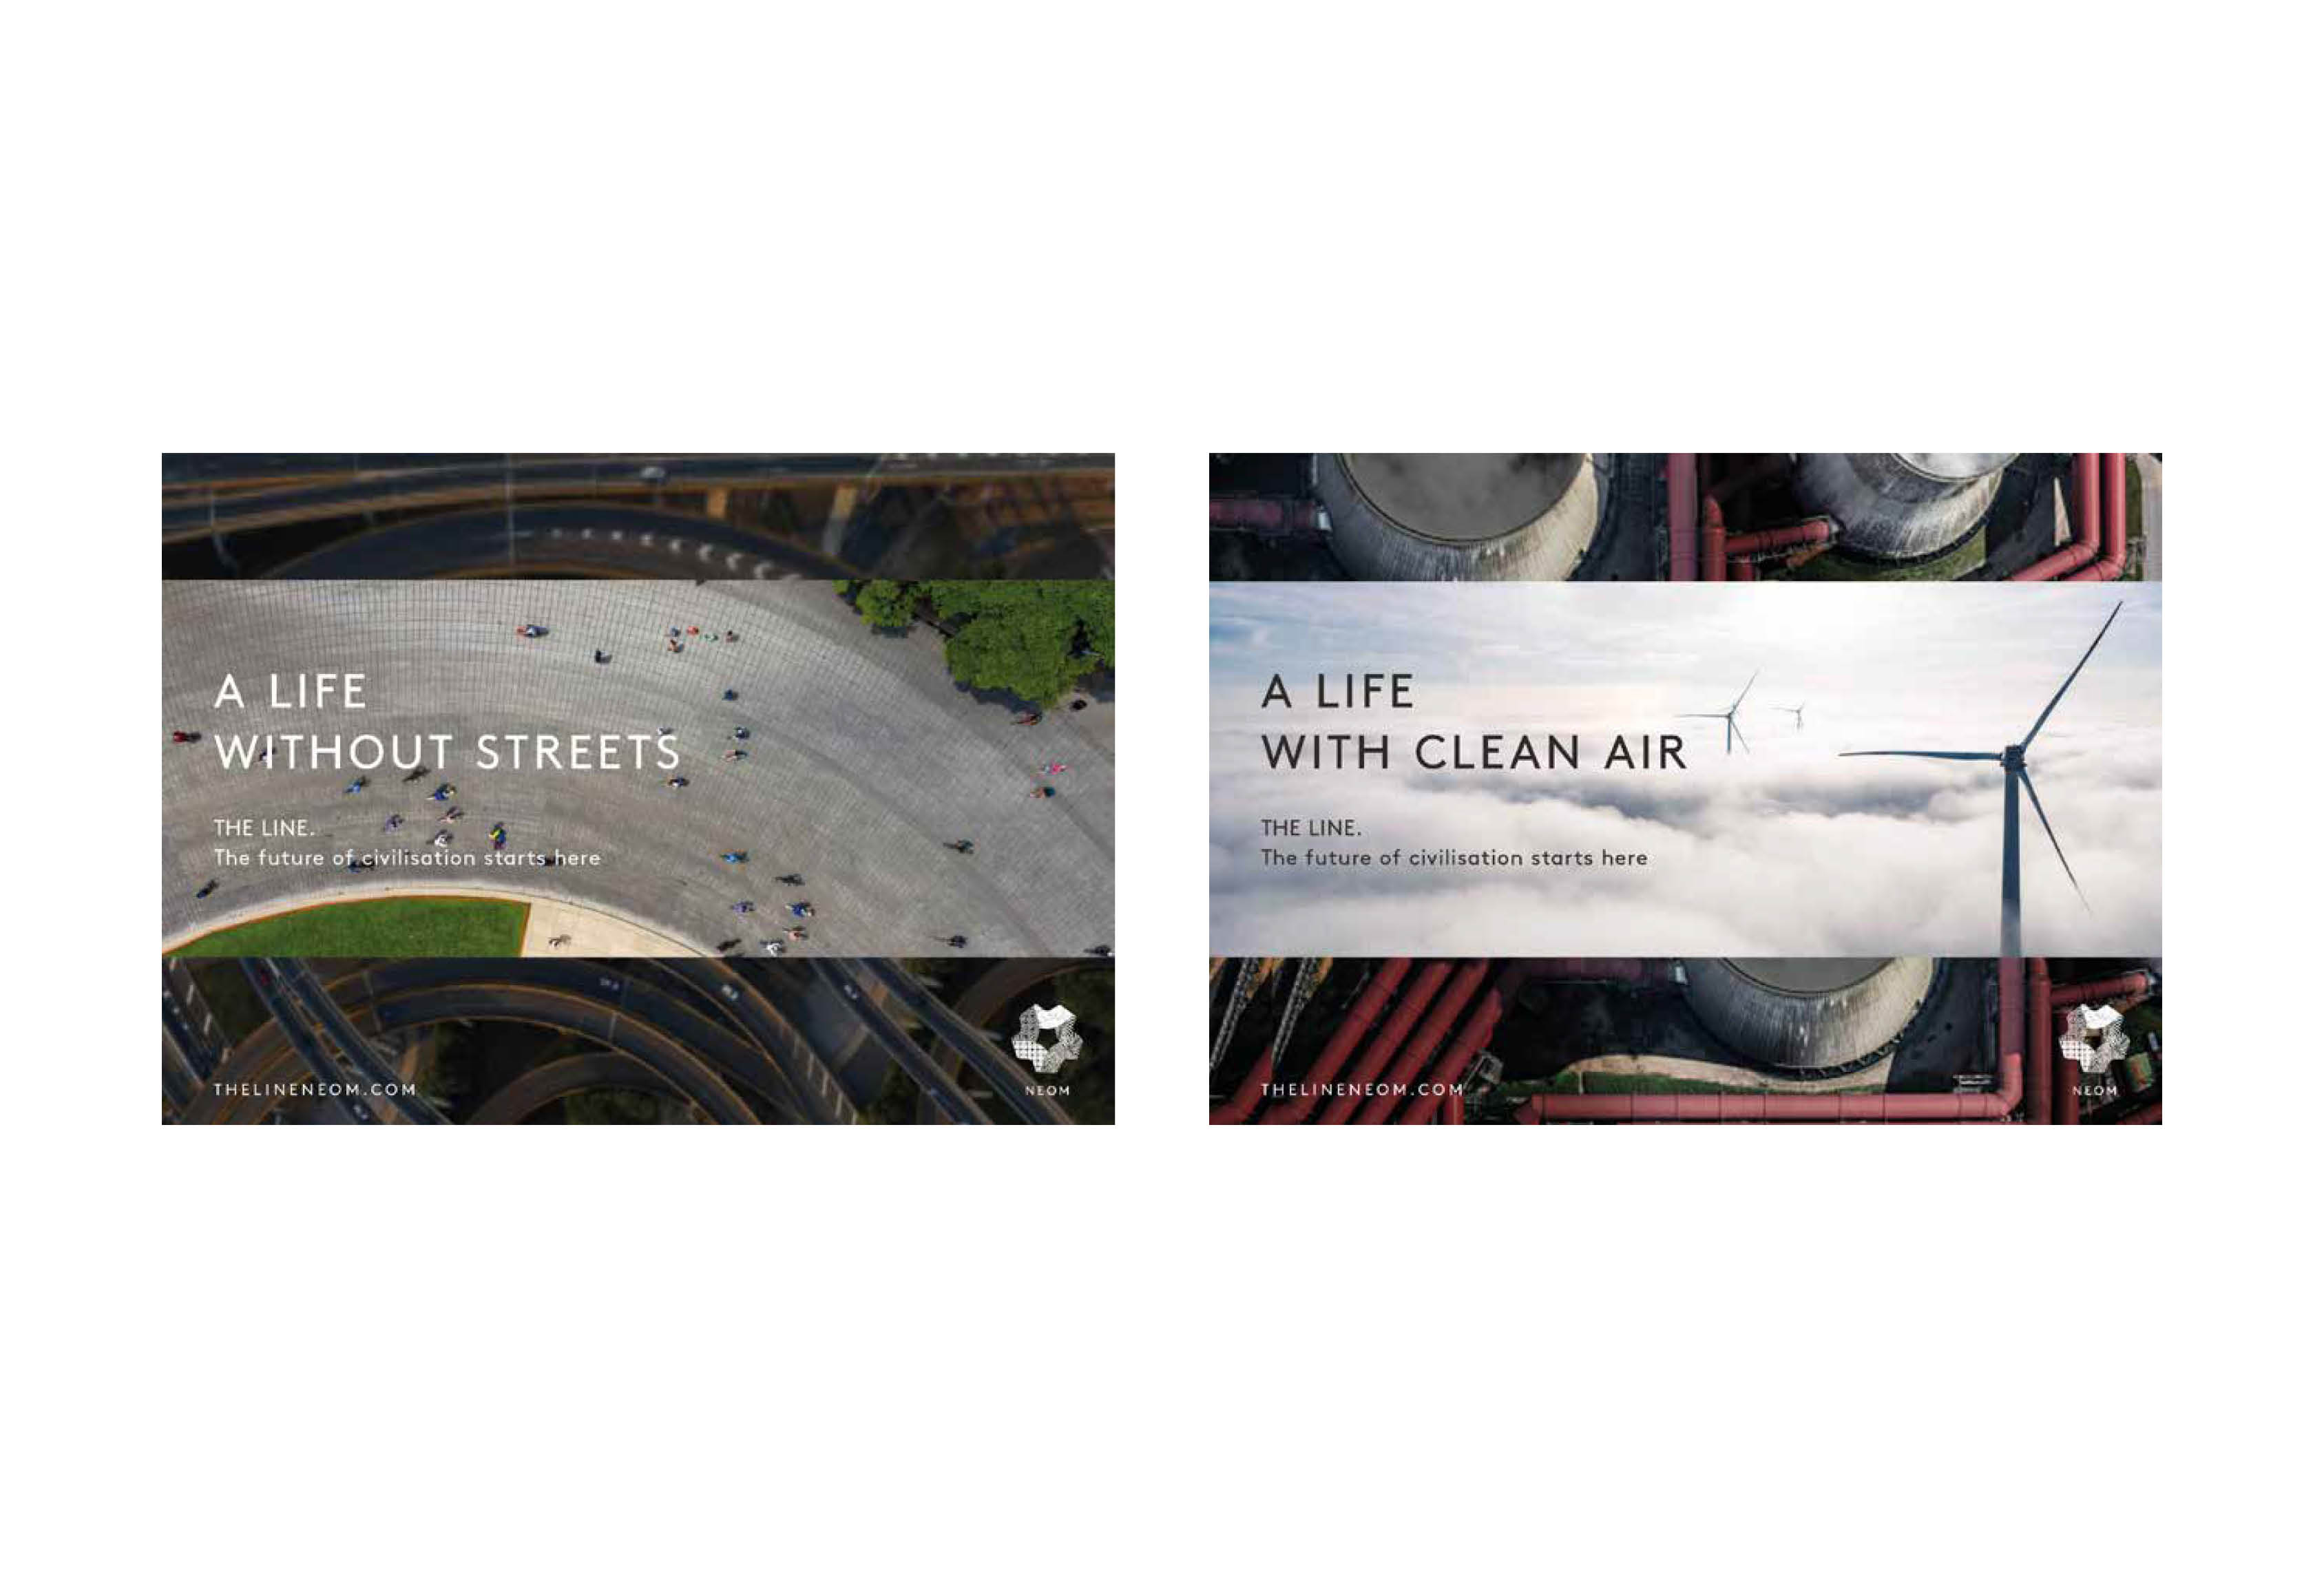 A LIFE
WITHOUT STREETS
THE LINE.
The future of civilisation starts here
THELINENEOM.COM
NEOM
A LIFE
WITH CLEAN AIR
THE LINE.
The future of civilisation starts here
THELINENEOM.COM
NEOM